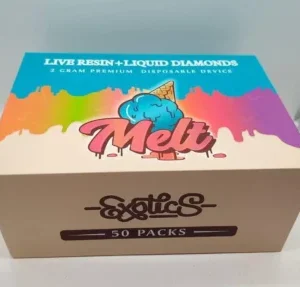 LIVE RESIN + LIQUID DIAMONDS
2 GRAM PREMIUM DISPOSABLE DEVICE
Melt
EXOTICS
50 PACKS